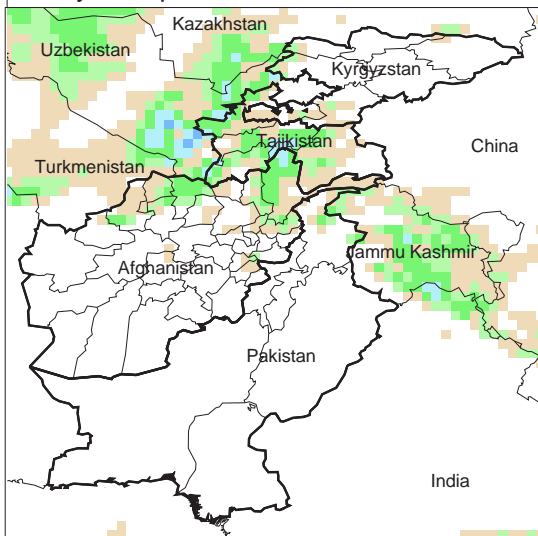 Kazakhstan
Uzbekistan
Kyrgyzstan
Tajikistan
China
Turkmenistan
Jammu Kashmir
Afghanistan
Pakistan
India